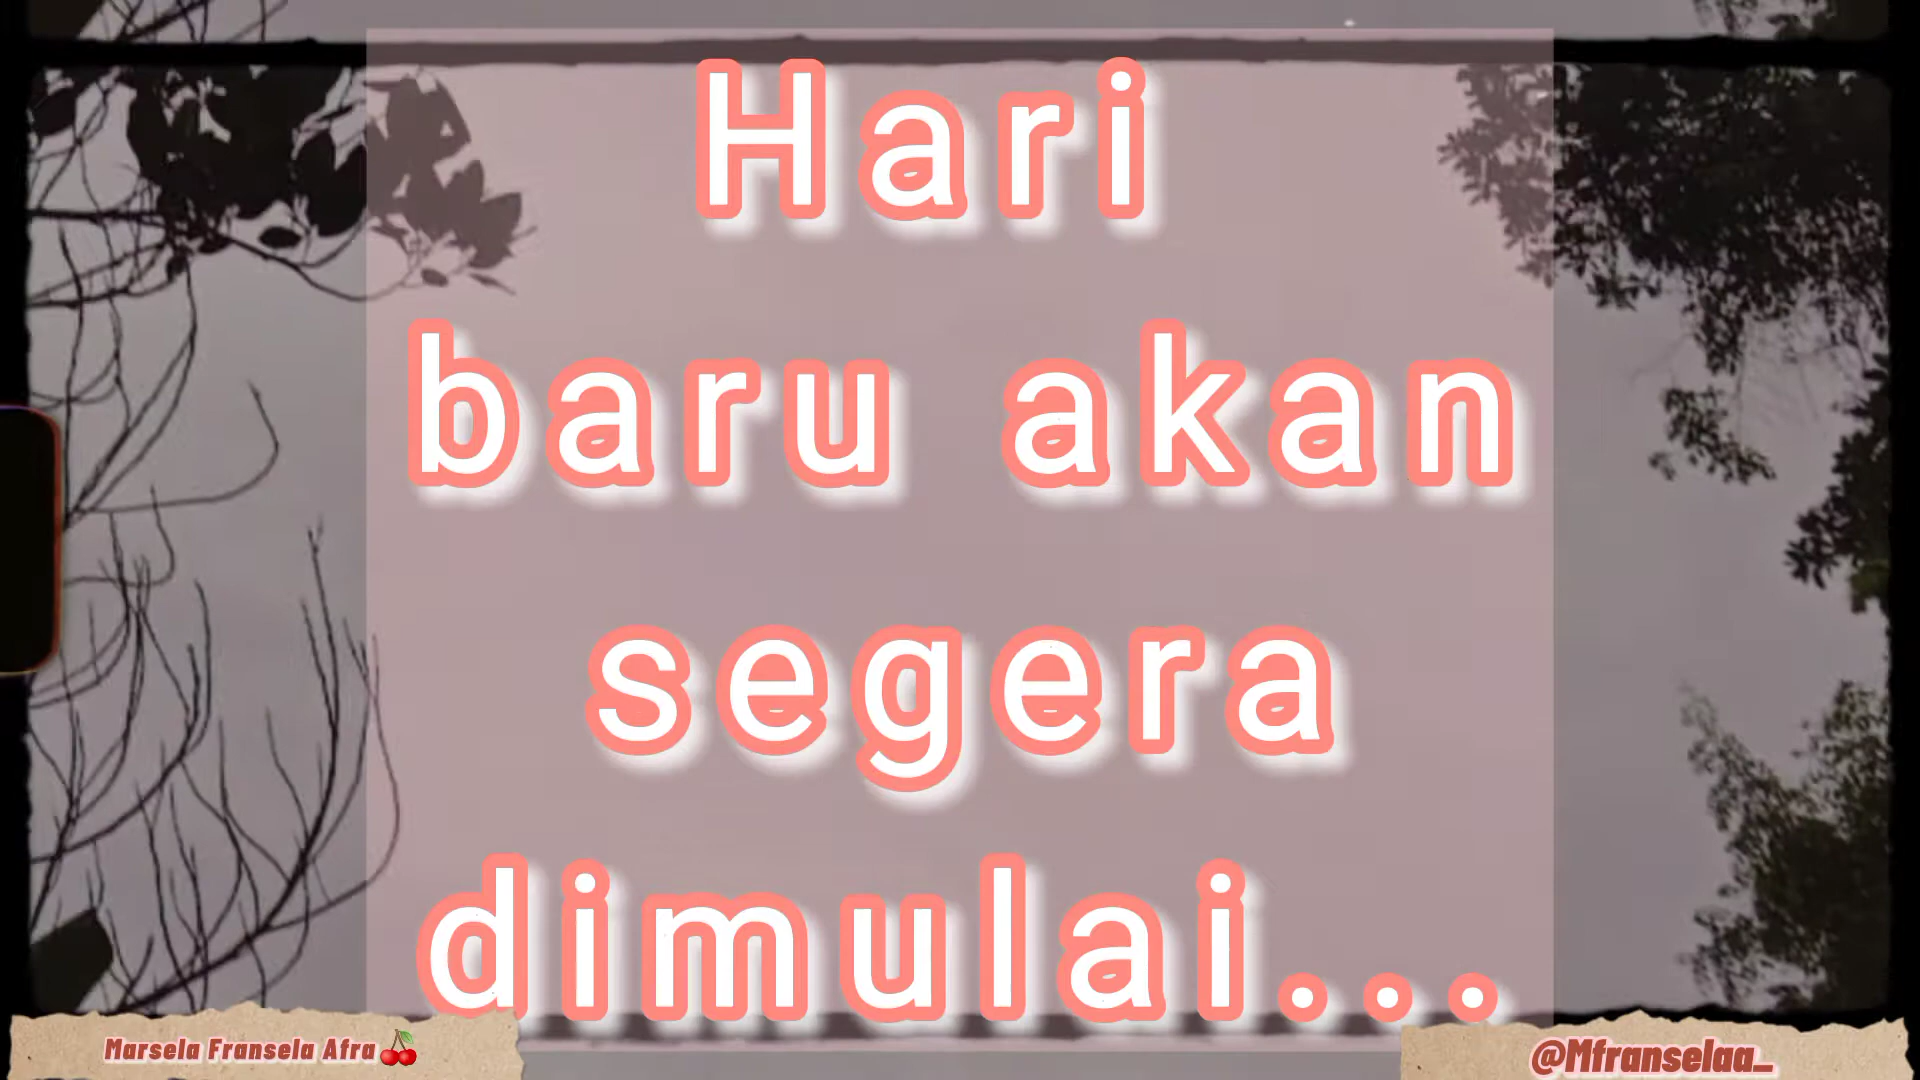 Hari
baru akan
segera
dimulai...
Marsela Fransela Afra🍒
@Mfranselaa_